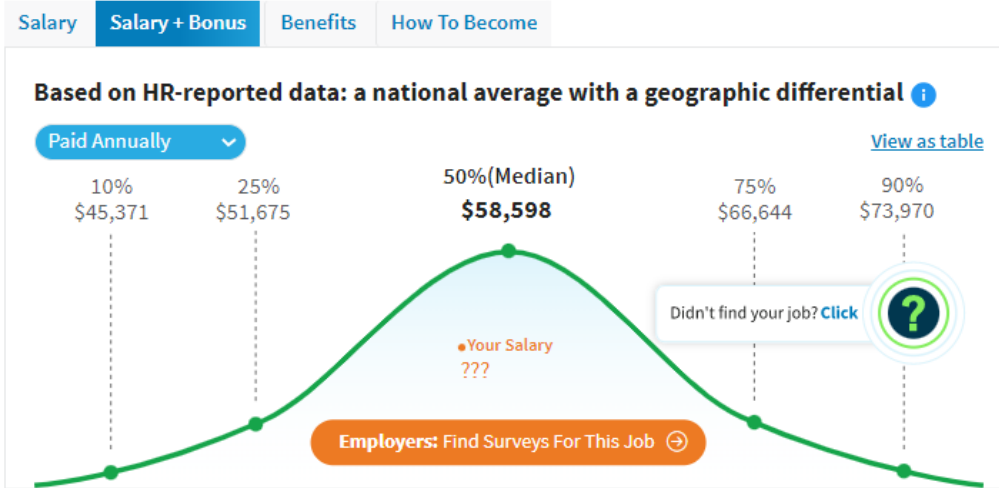 Salary Salary + Bonus Benefits How To Become
Based on HR-reported data: a national average with a geographic differential i
Paid Annually
View as table
10%
$45,371
25%
$51,675
50%(Median)
$58,598
75%
$66,644
90%
$73,970
Didn't find your job? Click
?
Your Salary
???
Employers: Find Surveys For This Job